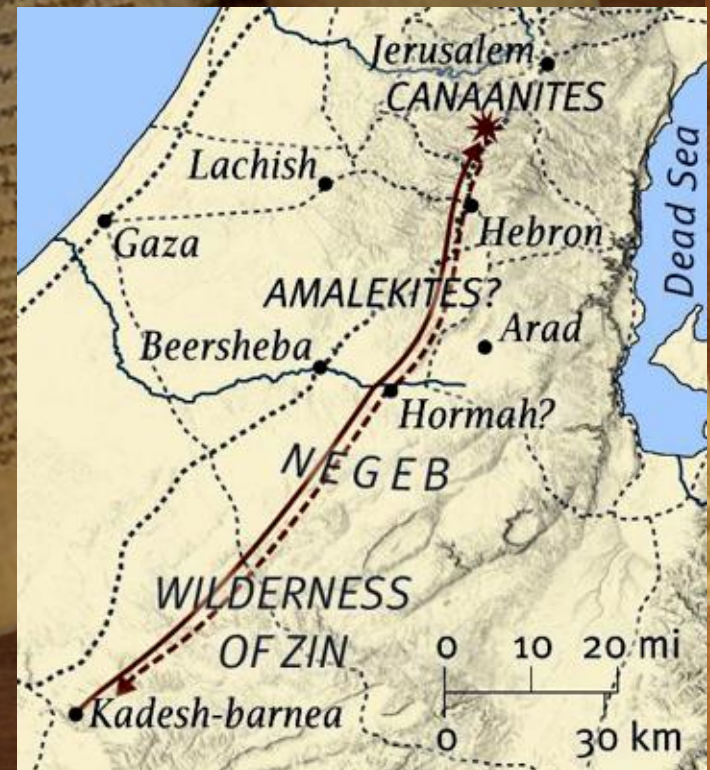 Jerusalem
CANAANITES
Lachish
Dead Sea
Gaza
Hebron
AMALEKITES?
Arad
Beersheba
Hormah?
NEGEB
WILDERNESS
OF ZIN
0 10 20 mi
Kadesh-barnea
0 30 km